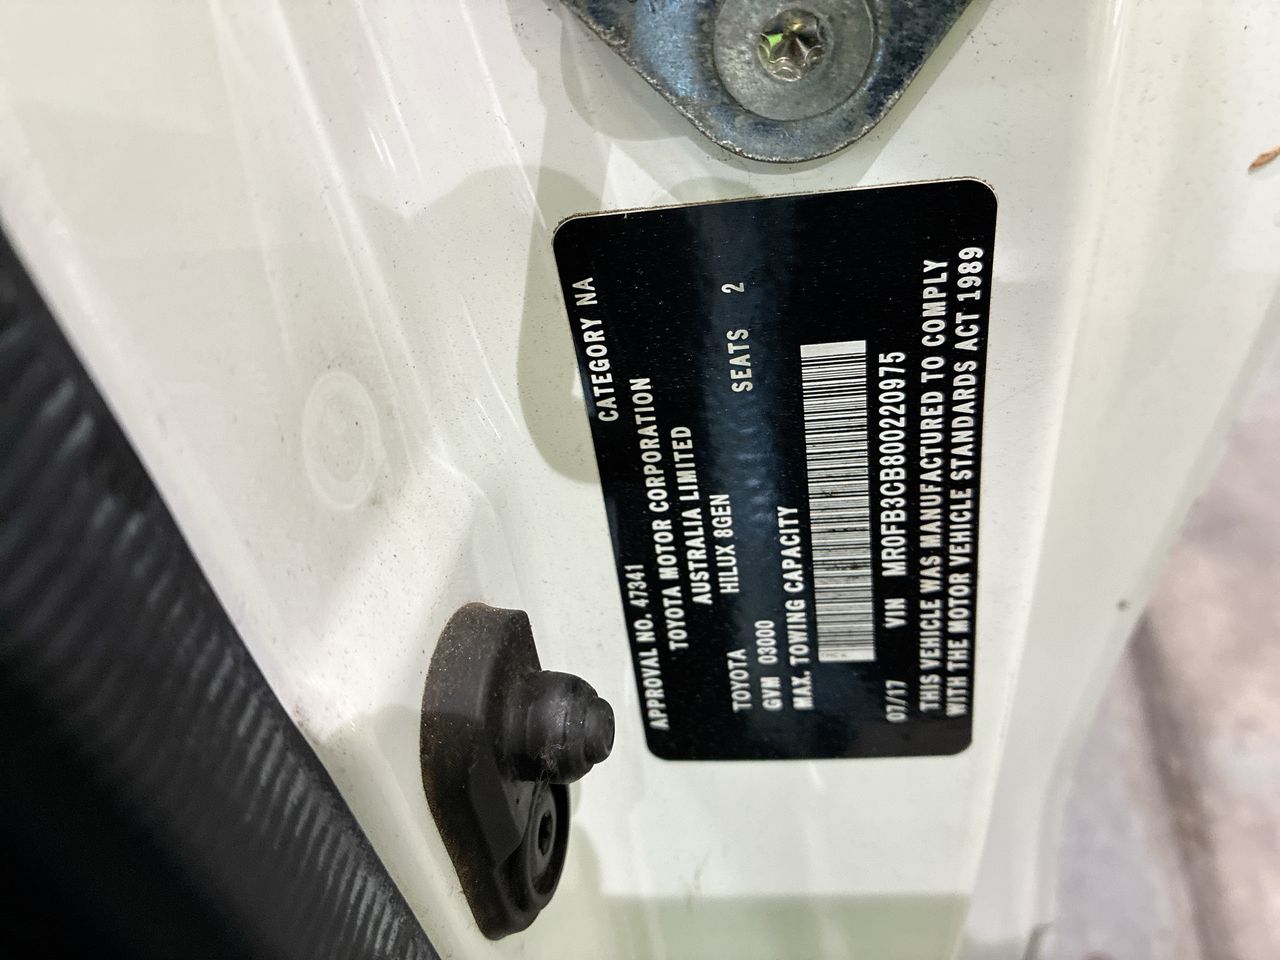 APPROVAL NO. 47341 CATEGORY NA
TOYOTA MOTOR CORPORATION
AUSTRALIA LIMITED
TOYOTA HILUX 8GEN
GVM 03000 SEATS 2
MAX. TOWING CAPACITY
07/17 VIN MR0FB3CB800220975
THIS VEHICLE WAS MANUFACTURED TO COMPLY
WITH THE MOTOR VEHICLE STANDARDS ACT 1989